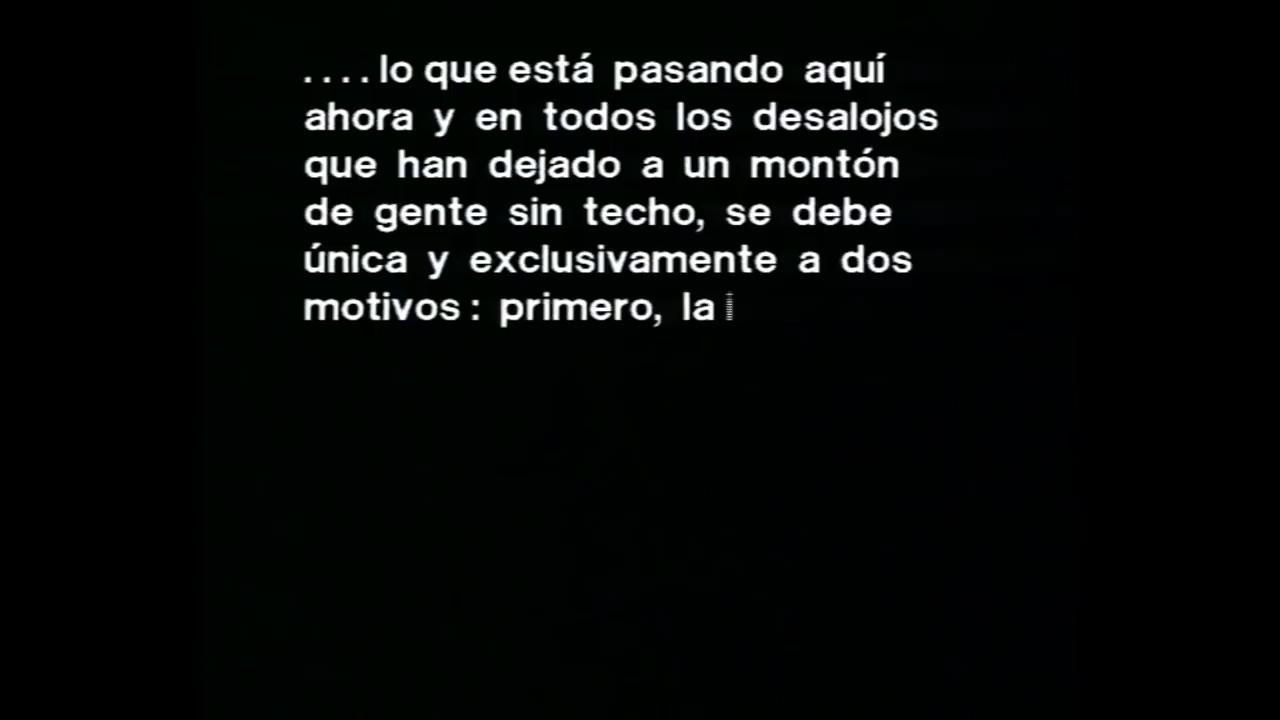 ....lo que está pasando aquí
ahora y en todos los desalojos
que han dejado a un montón
de gente sin techo, se debe
única y exclusivamente a dos
motivos: primero, la i